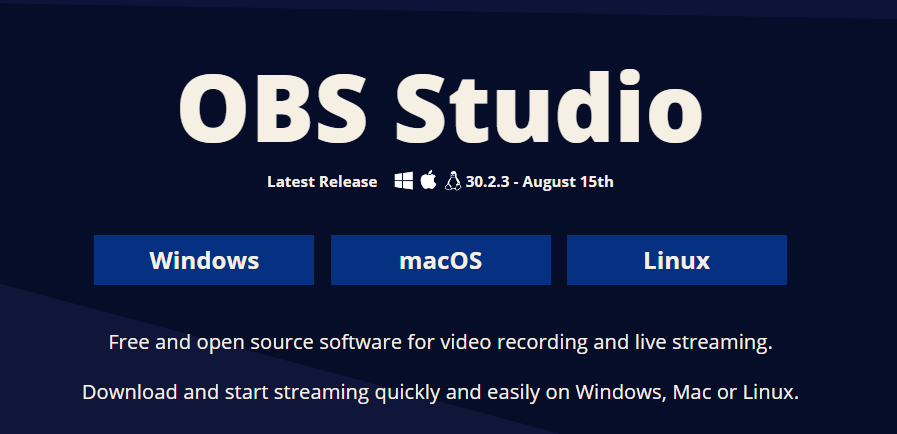 OBS Studio
Latest Release 30.2.3 - August 15th
Windows macOS Linux
Free and open source software for video recording and live streaming.
Download and start streaming quickly and easily on Windows, Mac or Linux.